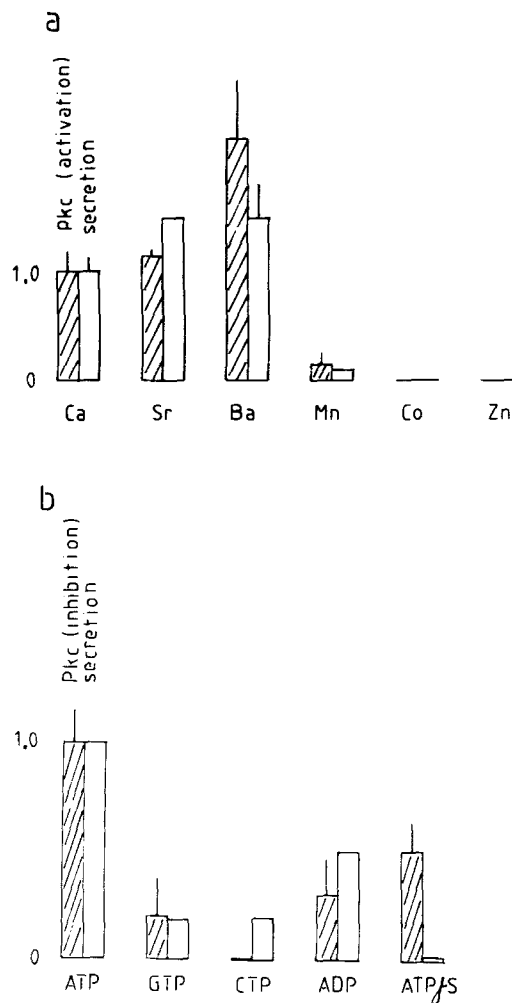 a
Pkc (activation)
secretion
1,0
0
Ca Sr Ba Mn Co Zn
b
Pkc (inhibition)
secretion
1,0
0
ATP GTP CTP ADP ATPγS